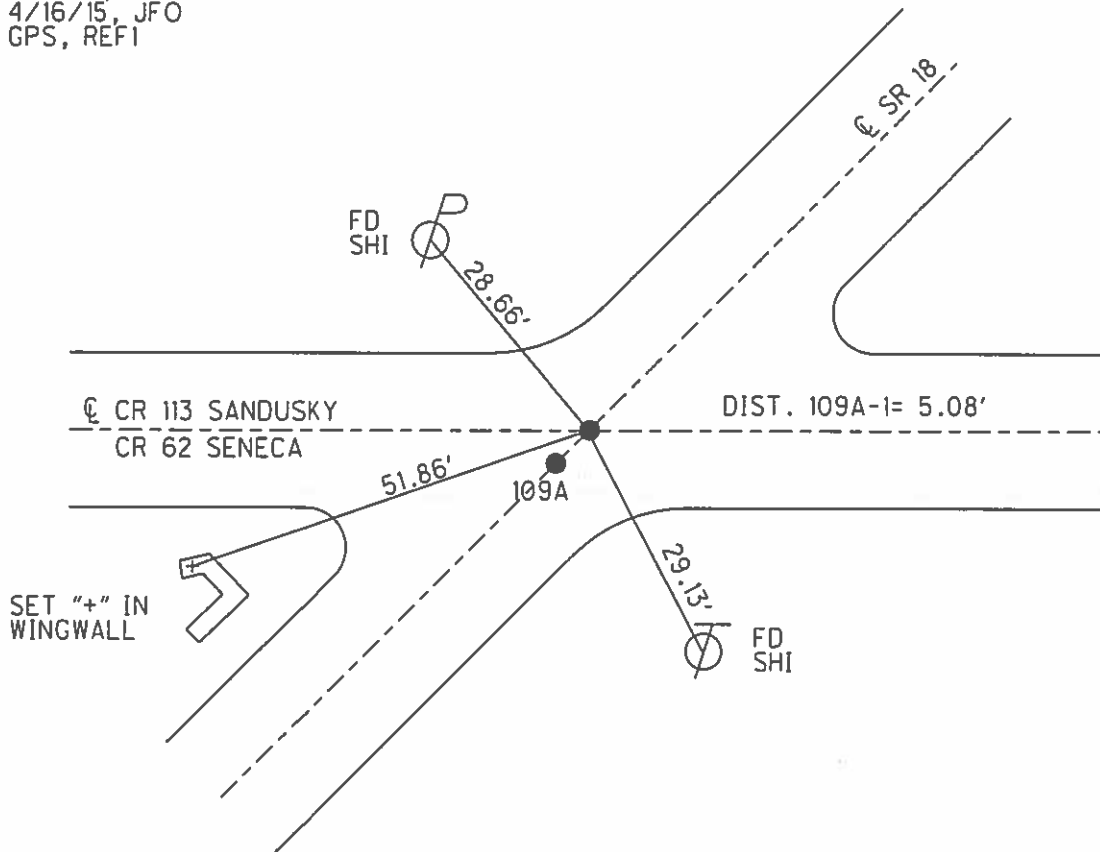 4/16/15, JFO
GPS, REF1
℄ SR 18
FD
SHI
28.66'
℄ CR 113 SANDUSKY
CR 62 SENECA
DIST. 109A-1= 5.08'
51.86'
109A
29.13'
SET "+" IN
WINGWALL
FD
SHI